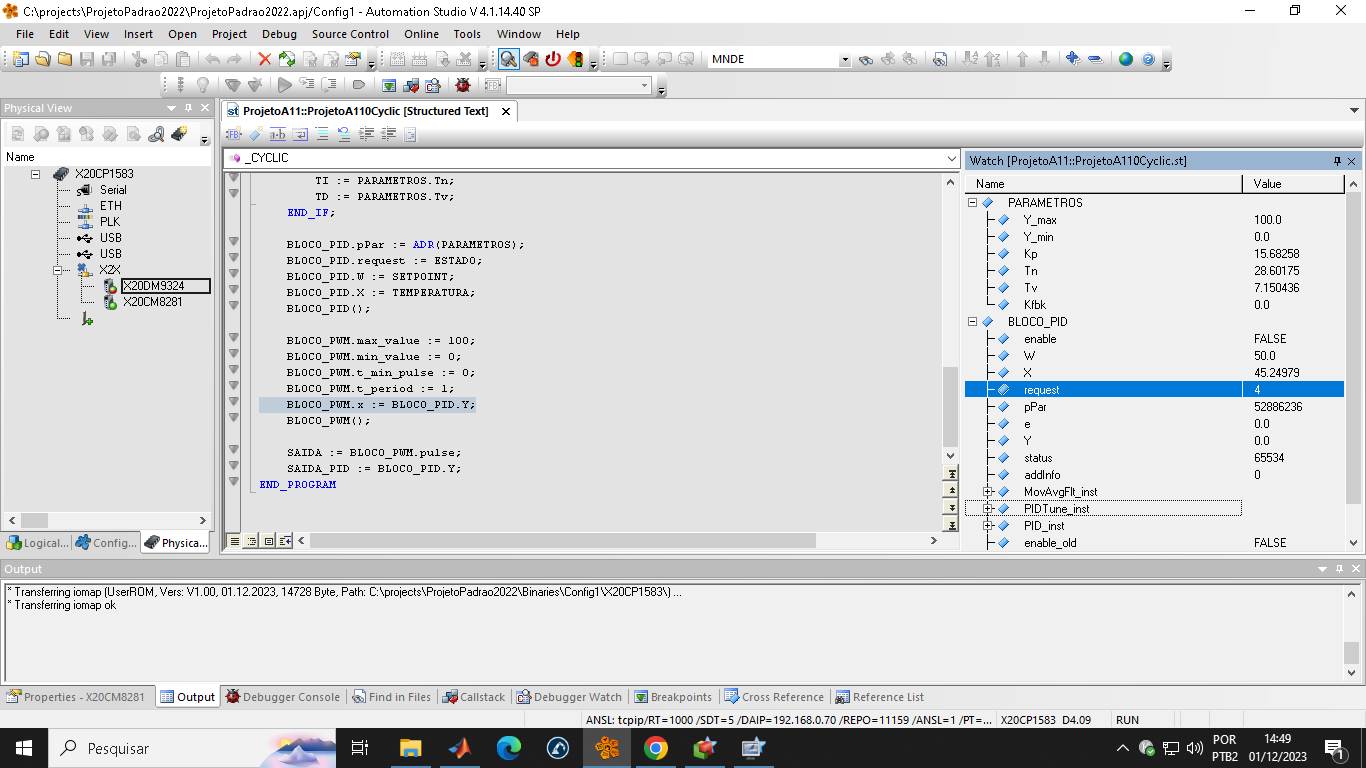 C:\projects\ProjetoPadrao2022\ProjetoPadrao2022.apj/Config1 - Automation Studio V 4.1.14.40 SP
File Edit View Insert Open Project Debug Source Control Online Tools Window Help
MNDE
Physical View
Name
X20CP1583
Serial
ETH
PLK
USB
USB
X2X
X20DM9324
X20CM8281
Logical... Config... Physica...
ProjetoA11::ProjetoA110Cyclic [Structured Text]
_CYCLIC
TI := PARAMETROS.Tn;
TD := PARAMETROS.Tv;
END_IF;
BLOCO_PID.pPar := ADR(PARAMETROS);
BLOCO_PID.request := ESTADO;
BLOCO_PID.W := SETPOINT;
BLOCO_PID.X := TEMPERATURA;
BLOCO_PID();
BLOCO_PWM.max_value := 100;
BLOCO_PWM.min_value := 0;
BLOCO_PWM.t_min_pulse := 0;
BLOCO_PWM.t_period := 1;
BLOCO_PWM.x := BLOCO_PID.Y;
BLOCO_PWM();
SAIDA := BLOCO_PWM.pulse;
SAIDA_PID := BLOCO_PID.Y;
END_PROGRAM
Watch [ProjetoA11::ProjetoA110Cyclic.st]
Name Value
PARAMETROS
Y_max 100.0
Y_min 0.0
Kp 15.68258
Tn 28.60175
Tv 7.150436
Kfbk 0.0
BLOCO_PID
enable FALSE
W 50.0
X 45.24979
request 4
pPar 52886236
e 0.0
Y 0.0
status 65534
addInfo 0
MovAvgFlt_inst
PIDTune_inst
PID_inst
enable_old FALSE
Output
* Transferring iomap (UserROM, Vers: V1.00, 01.12.2023, 14728 Byte, Path: C:\projects\ProjetoPadrao2022\Binaries\Config1\X20CP1583\) ...
* Transferring iomap ok
Properties - X20CM8281 Output Debugger Console Find in Files Callstack Debugger Watch Breakpoints Cross Reference Reference List
ANSL: tcpip/RT=1000 /SDT=5 /DAIP=192.168.0.70 /REPO=11159 /ANSL=1 /PT=... X20CP1583 D4.09 RUN
Pesquisar
POR 14:49
PTB2 01/12/2023
1